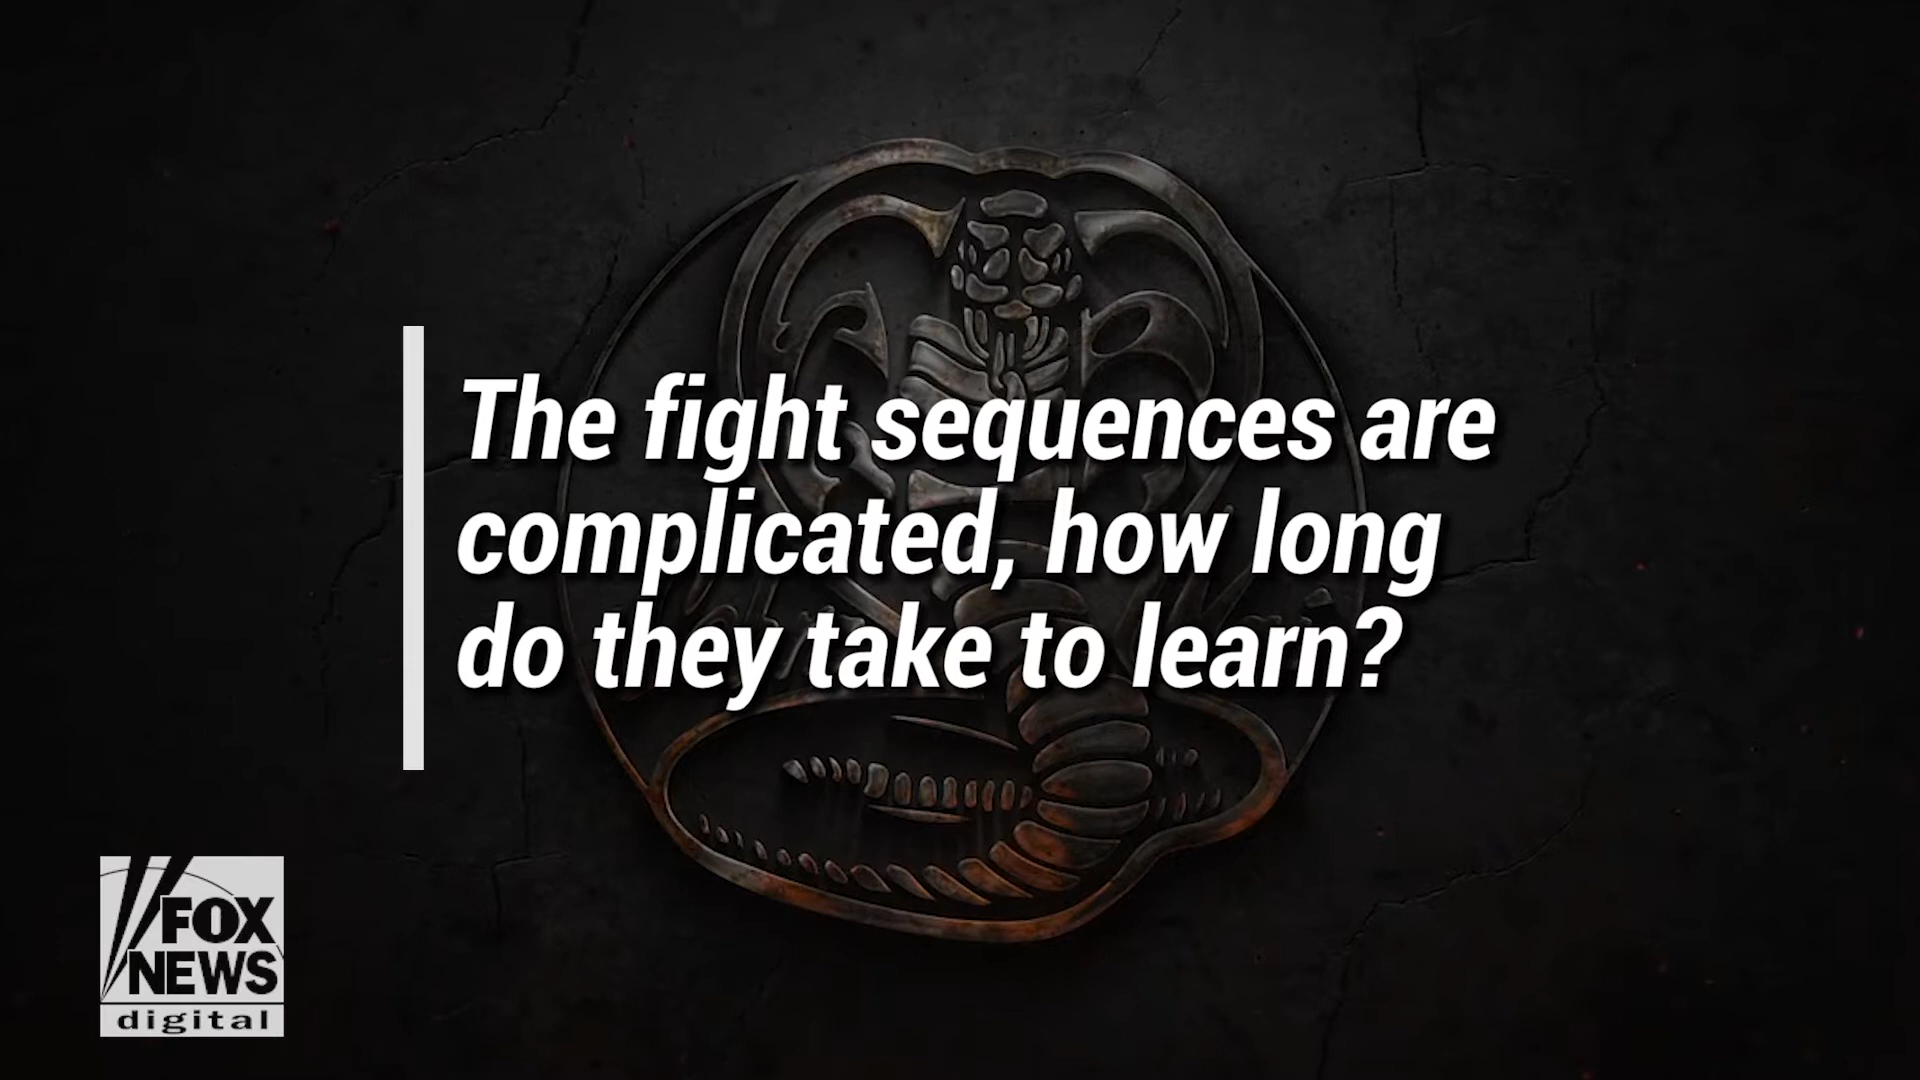 The fight sequences are
complicated, how long
do they take to learn?
FOX
NEWS
digital